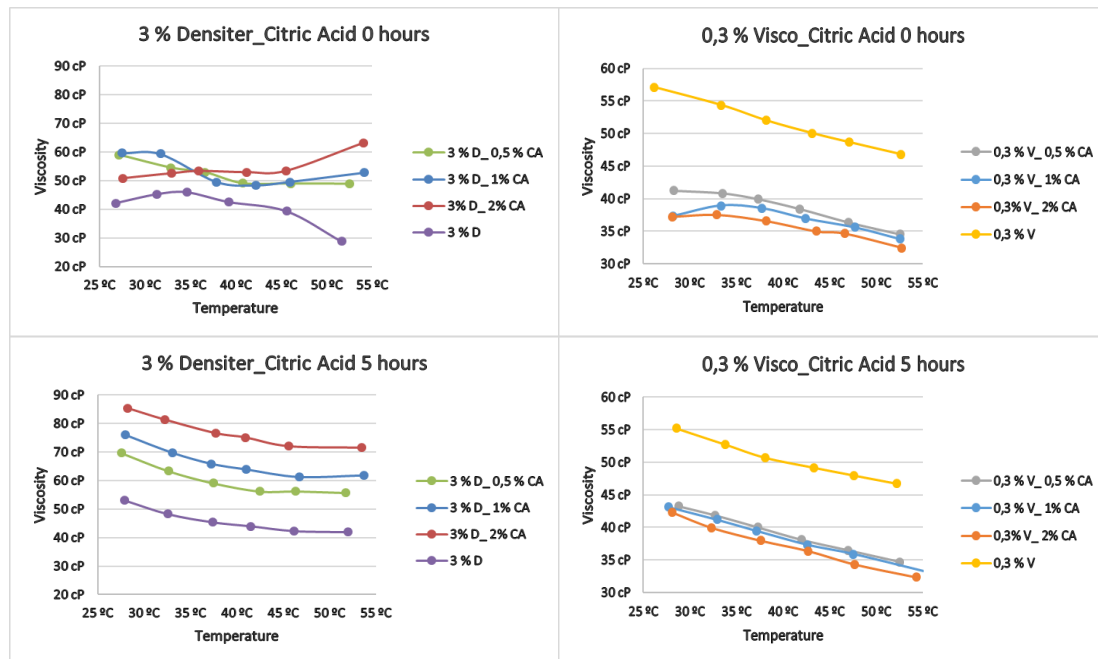 3 % Densiter_Citric Acid 0 hours
90 cP
80 cP
70 cP
60 cP
50 cP
40 cP
30 cP
20 cP
Viscosity
25 ºC 30 ºC 35 ºC 40 ºC 45 ºC 50 ºC 55 ºC
Temperature
3 % D_ 0,5 % CA
3 % D_ 1% CA
3% D_ 2% CA
3 % D
0,3 % Visco_Citric Acid 0 hours
60 cP
55 cP
50 cP
45 cP
40 cP
35 cP
30 cP
Viscosity
25 ºC 30 ºC 35 ºC 40 ºC 45 ºC 50 ºC 55 ºC
Temperature
0,3 % V_ 0,5 % CA
0,3 % V_ 1% CA
0,3% V_ 2% CA
0,3 % V
3 % Densiter_Citric Acid 5 hours
90 cP
80 cP
70 cP
60 cP
50 cP
40 cP
30 cP
20 cP
Viscosity
25 ºC 30 ºC 35 ºC 40 ºC 45 ºC 50 ºC 55 ºC
Temperature
3 % D_ 0,5 % CA
3 % D_ 1% CA
3% D_ 2% CA
3 % D
0,3 % Visco_Citric Acid 5 hours
60 cP
55 cP
50 cP
45 cP
40 cP
35 cP
30 cP
Viscosity
25 ºC 30 ºC 35 ºC 40 ºC 45 ºC 50 ºC 55 ºC
Temperature
0,3 % V_ 0,5 % CA
0,3 % V_ 1% CA
0,3% V_ 2% CA
0,3 % V